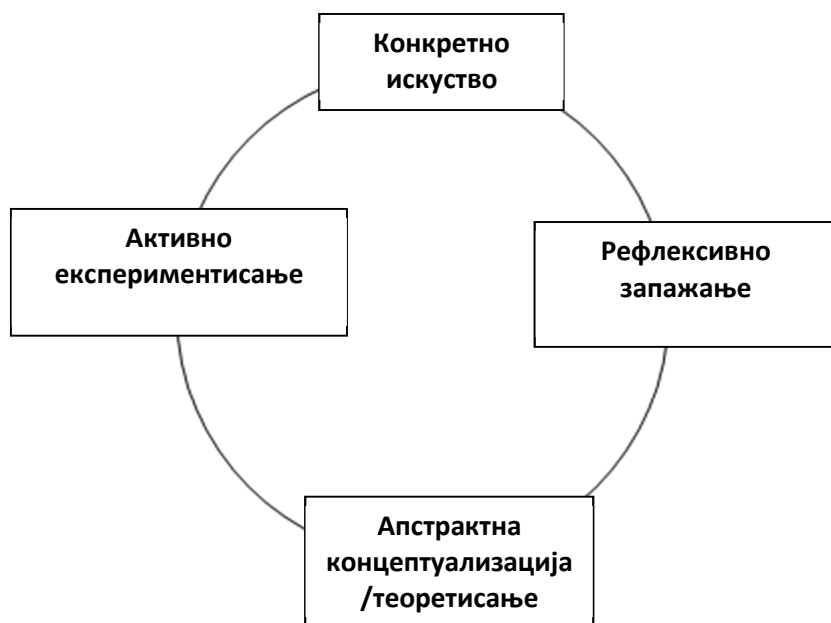 Конкретно
искуство
Активно
експериментисање
Рефлексивно
запажање
Апстрактна
концептуализација
/теоретисање